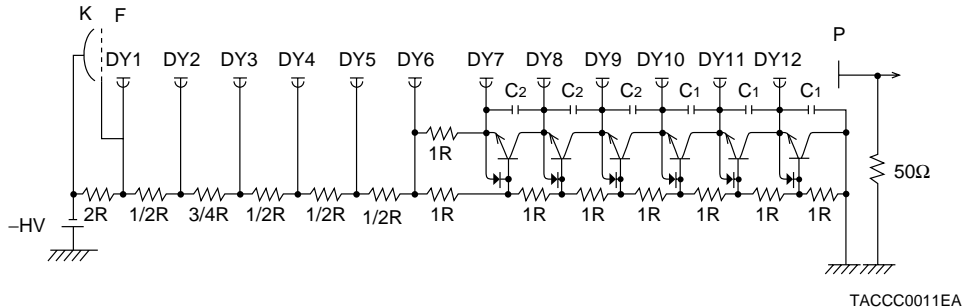 K F
P
DY1 DY2 DY3 DY4 DY5 DY6 DY7 DY8 DY9 DY10 DY11 DY12
C2 C2 C2 C1 C1 C1
1R
50Ω
2R 1/2R 3/4R 1/2R 1/2R 1/2R 1R 1R 1R 1R 1R 1R 1R
−HV
TACCC0011EA